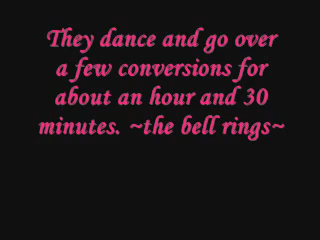 They dance and go over
a few conversions for
about an hour and 30
minutes. ~the bell rings~